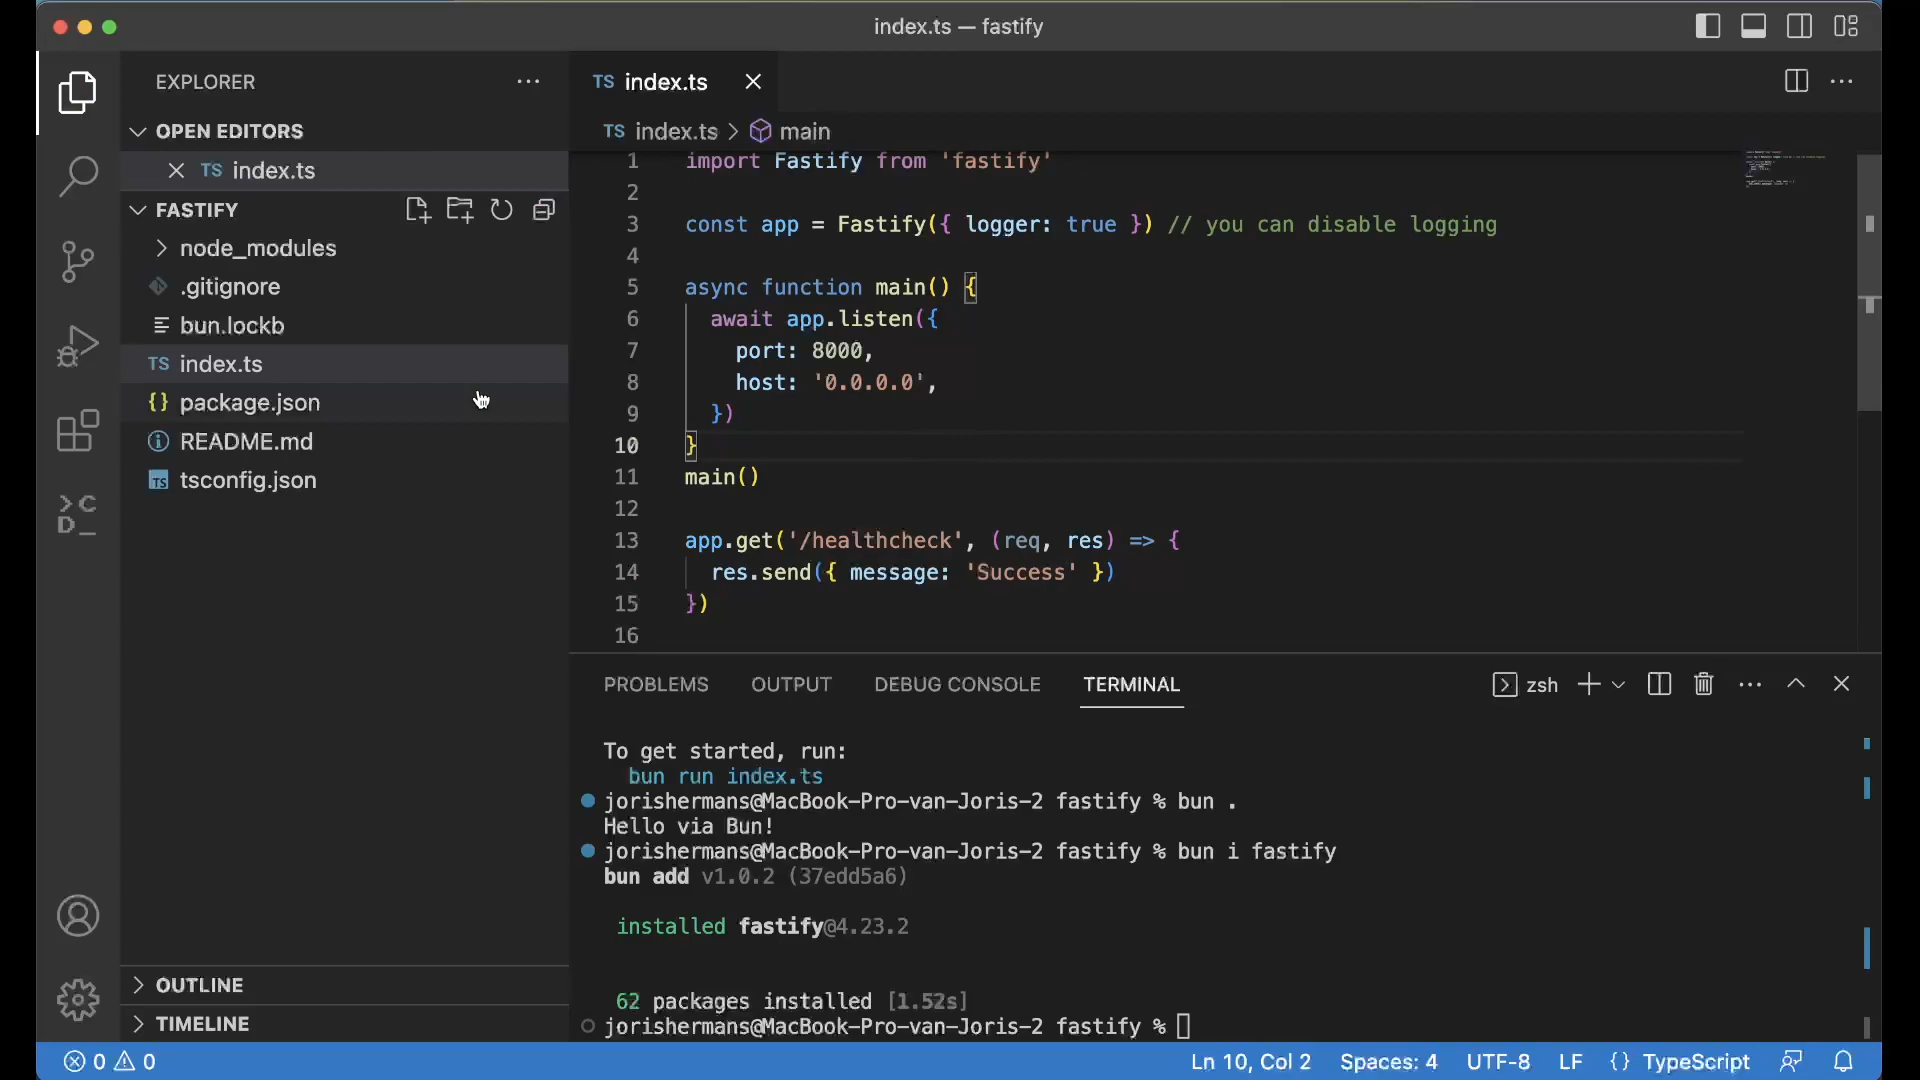 index.ts — fastify
EXPLORER
OPEN EDITORS
TS index.ts
FASTIFY
node_modules
.gitignore
bun.lockb
TS index.ts
{} package.json
README.md
TS tsconfig.json
OUTLINE
TIMELINE
TS index.ts
TS index.ts > main
1 import Fastify from 'fastify'
2
3 const app = Fastify({ logger: true }) // you can disable logging
4
5 async function main() {
6 await app.listen({
7 port: 8000,
8 host: '0.0.0.0',
9 })
10 }
11 main()
12
13 app.get('/healthcheck', (req, res) => {
14 res.send({ message: 'Success' })
15 })
16
PROBLEMS OUTPUT DEBUG CONSOLE TERMINAL zsh
To get started, run:
bun run index.ts
jorishermans@MacBook-Pro-van-Joris-2 fastify % bun .
Hello via Bun!
jorishermans@MacBook-Pro-van-Joris-2 fastify % bun i fastify
bun add v1.0.2 (37edd5a6)
installed fastify@4.23.2
62 packages installed [1.52s]
jorishermans@MacBook-Pro-van-Joris-2 fastify %
0 0 Ln 10, Col 2 Spaces: 4 UTF-8 LF {} TypeScript